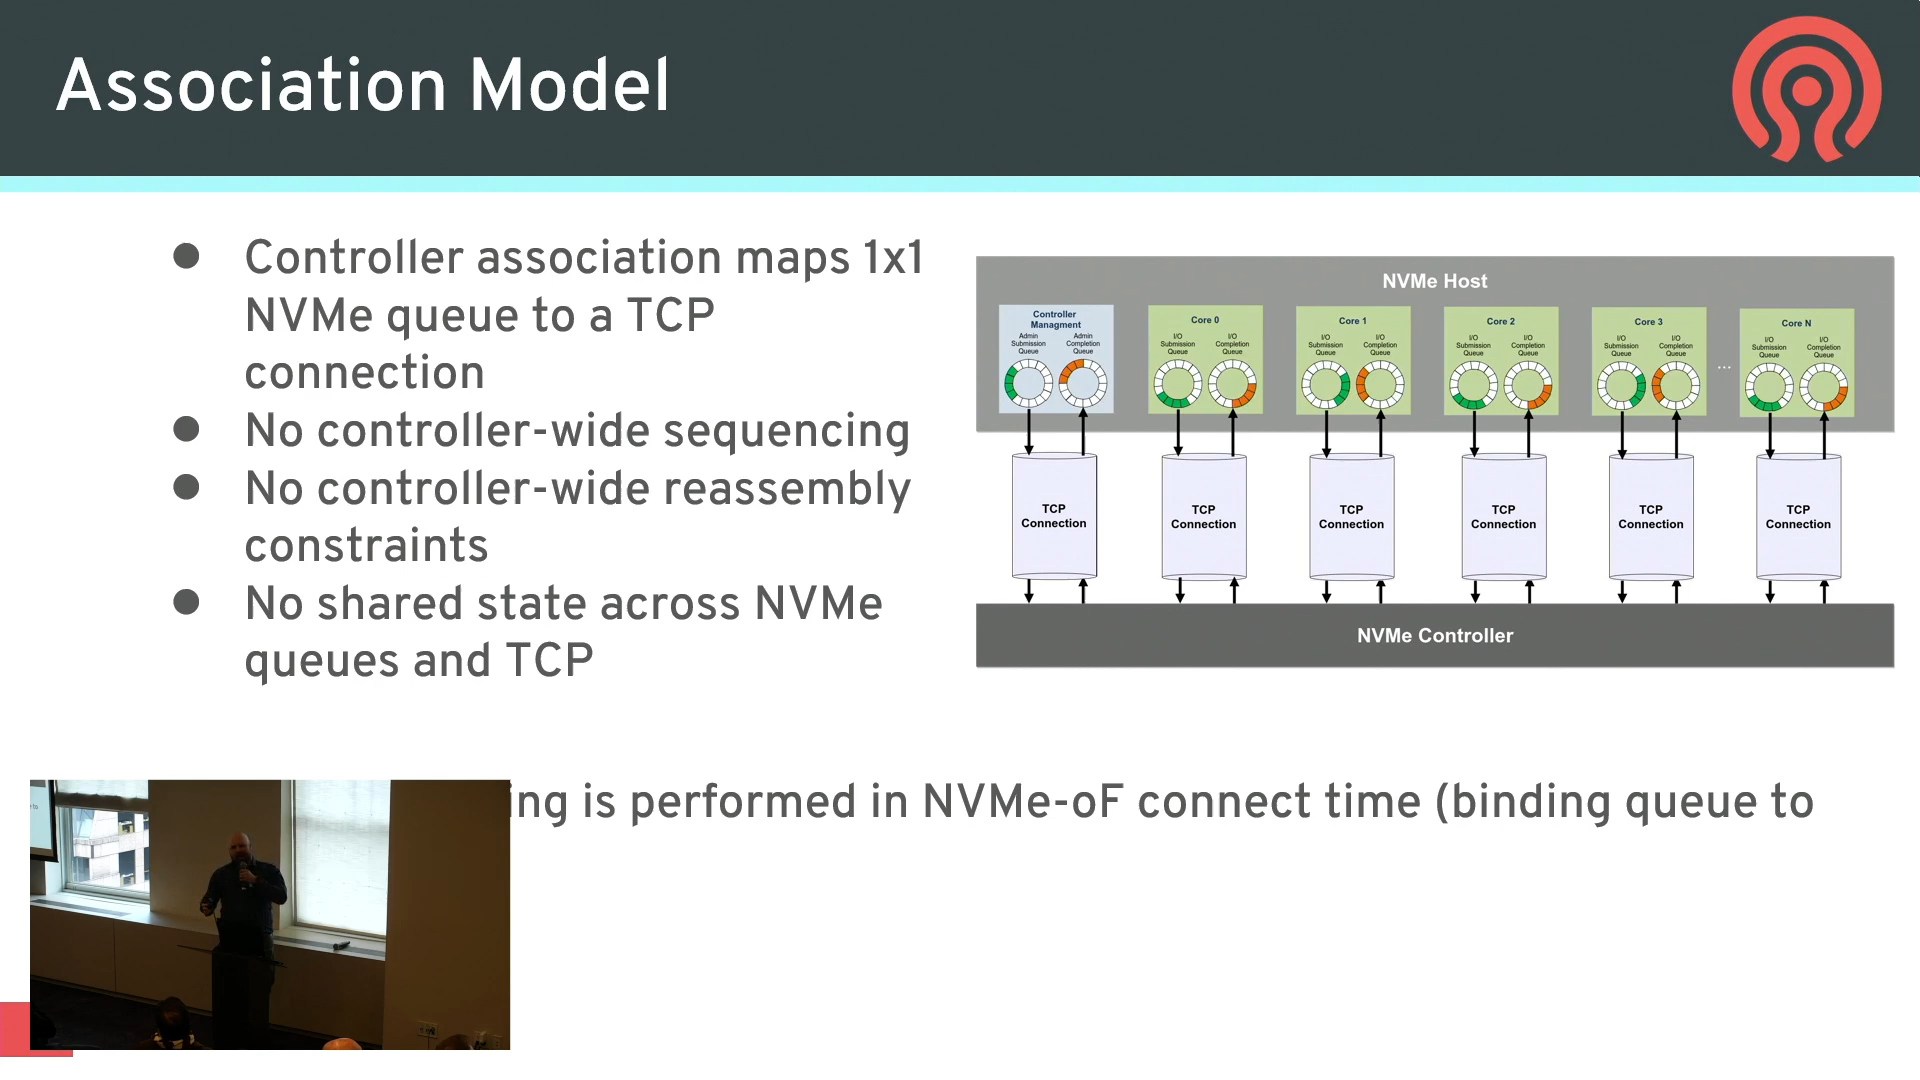 Association Model
● Controller association maps 1x1
NVMe queue to a TCP
connection
● No controller-wide sequencing
● No controller-wide reassembly
constraints
● No shared state across NVMe
queues and TCP
NVMe Host
Controller
Managment
Admin
Submission
Queue
Admin
Completion
Queue
Core 0
I/O
Submission
Queue
I/O
Completion
Queue
Core 1
I/O
Submission
Queue
I/O
Completion
Queue
Core 2
I/O
Submission
Queue
I/O
Completion
Queue
Core 3
I/O
Submission
Queue
I/O
Completion
Queue
...
Core N
I/O
Submission
Queue
I/O
Completion
Queue
TCP
Connection
TCP
Connection
TCP
Connection
TCP
Connection
TCP
Connection
TCP
Connection
NVMe Controller
is performed in NVMe-oF connect time (binding queue to